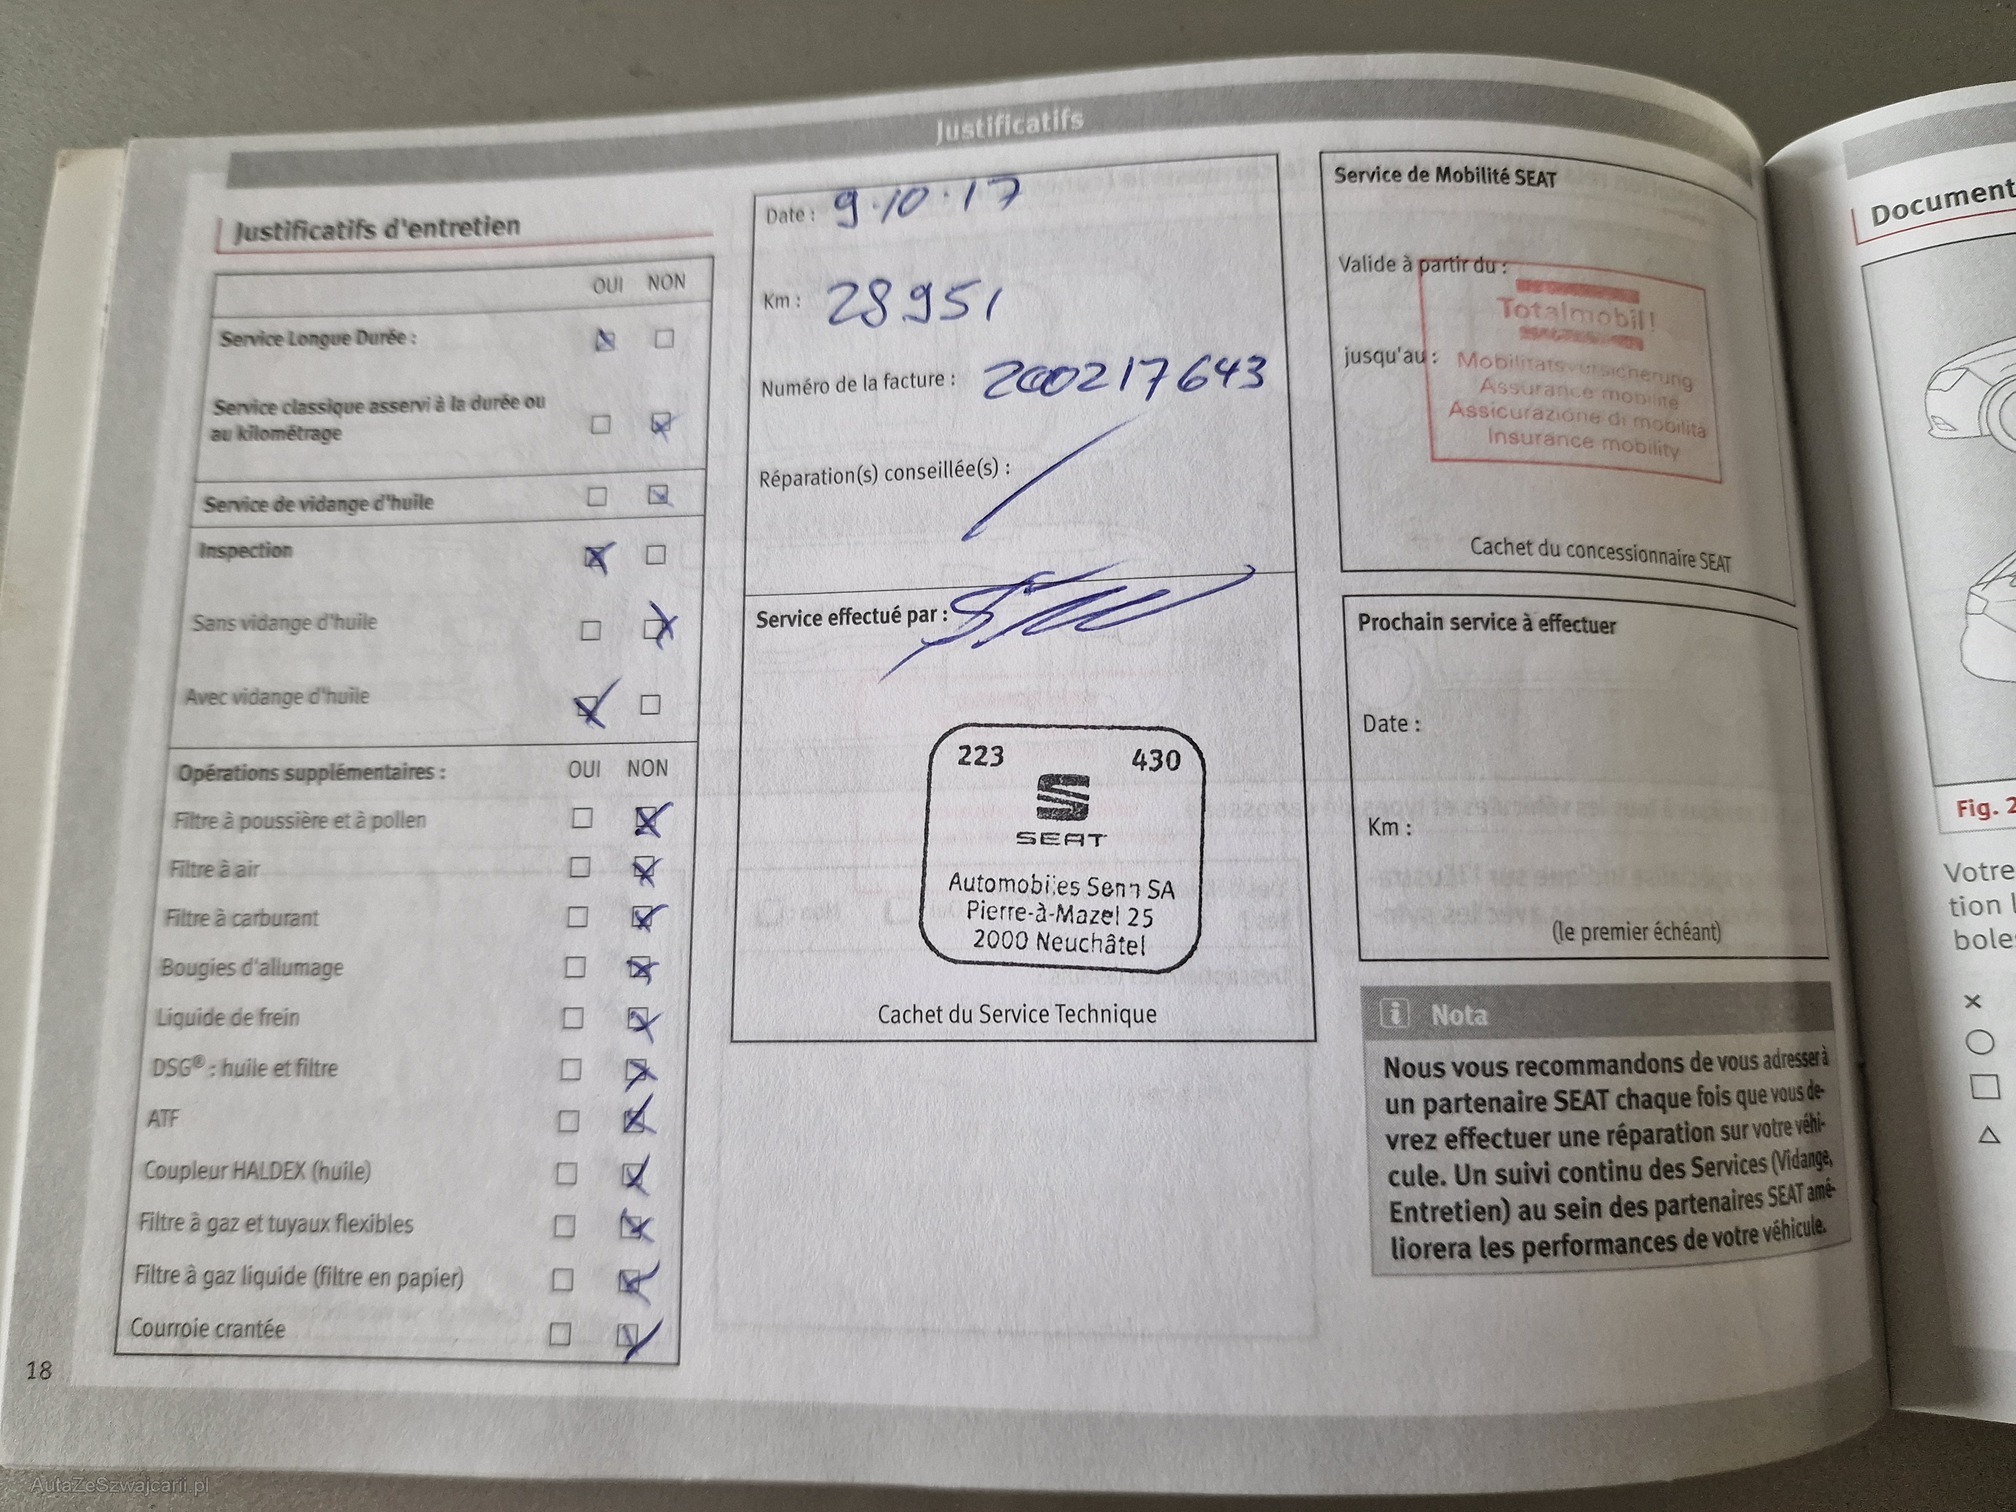 Justificatifs
Justificatifs d'entretien
OUI NON
Service Longue Durée :
Service classique asservi à la durée ou
au kilométrage
Service de vidange d'huile
Inspection
Sans vidange d'huile
Avec vidange d'huile
Opérations supplémentaires : OUI NON
Filtre à poussière et à pollen
Filtre à air
Filtre à carburant
Bougies d'allumage
Liquide de frein
DSG® : huile et filtre
ATF
Coupleur HALDEX (huile)
Filtre à gaz et tuyaux flexibles
Filtre à gaz liquide (filtre en papier)
Courroie crantée
18
Date : 9.10.17
Km : 28951
Numéro de la facture : 200217643
Réparation(s) conseillée(s) :
Service effectué par :
223 430
SEAT
Automobiles Senn SA
Pierre-à-Mazel 25
2000 Neuchâtel
Cachet du Service Technique
Service de Mobilité SEAT
Valide à partir du :
Totalmobil!
jusqu'au :
Mobilitätsversicherung
Assurance mobilité
Assicurazione di mobilità
Insurance mobility
Cachet du concessionnaire SEAT
Prochain service à effectuer
Date :
Km :
(le premier échéant)
i Nota
Nous vous recommandons de vous adresser à
un partenaire SEAT chaque fois que vous de-
vrez effectuer une réparation sur votre véhi-
cule. Un suivi continu des Services (Vidange,
Entretien) au sein des partenaires SEAT amé-
liorera les performances de votre véhicule.
Document
Fig. 2
Votre
tion
bole
AutaZeSzwajcarii.pl